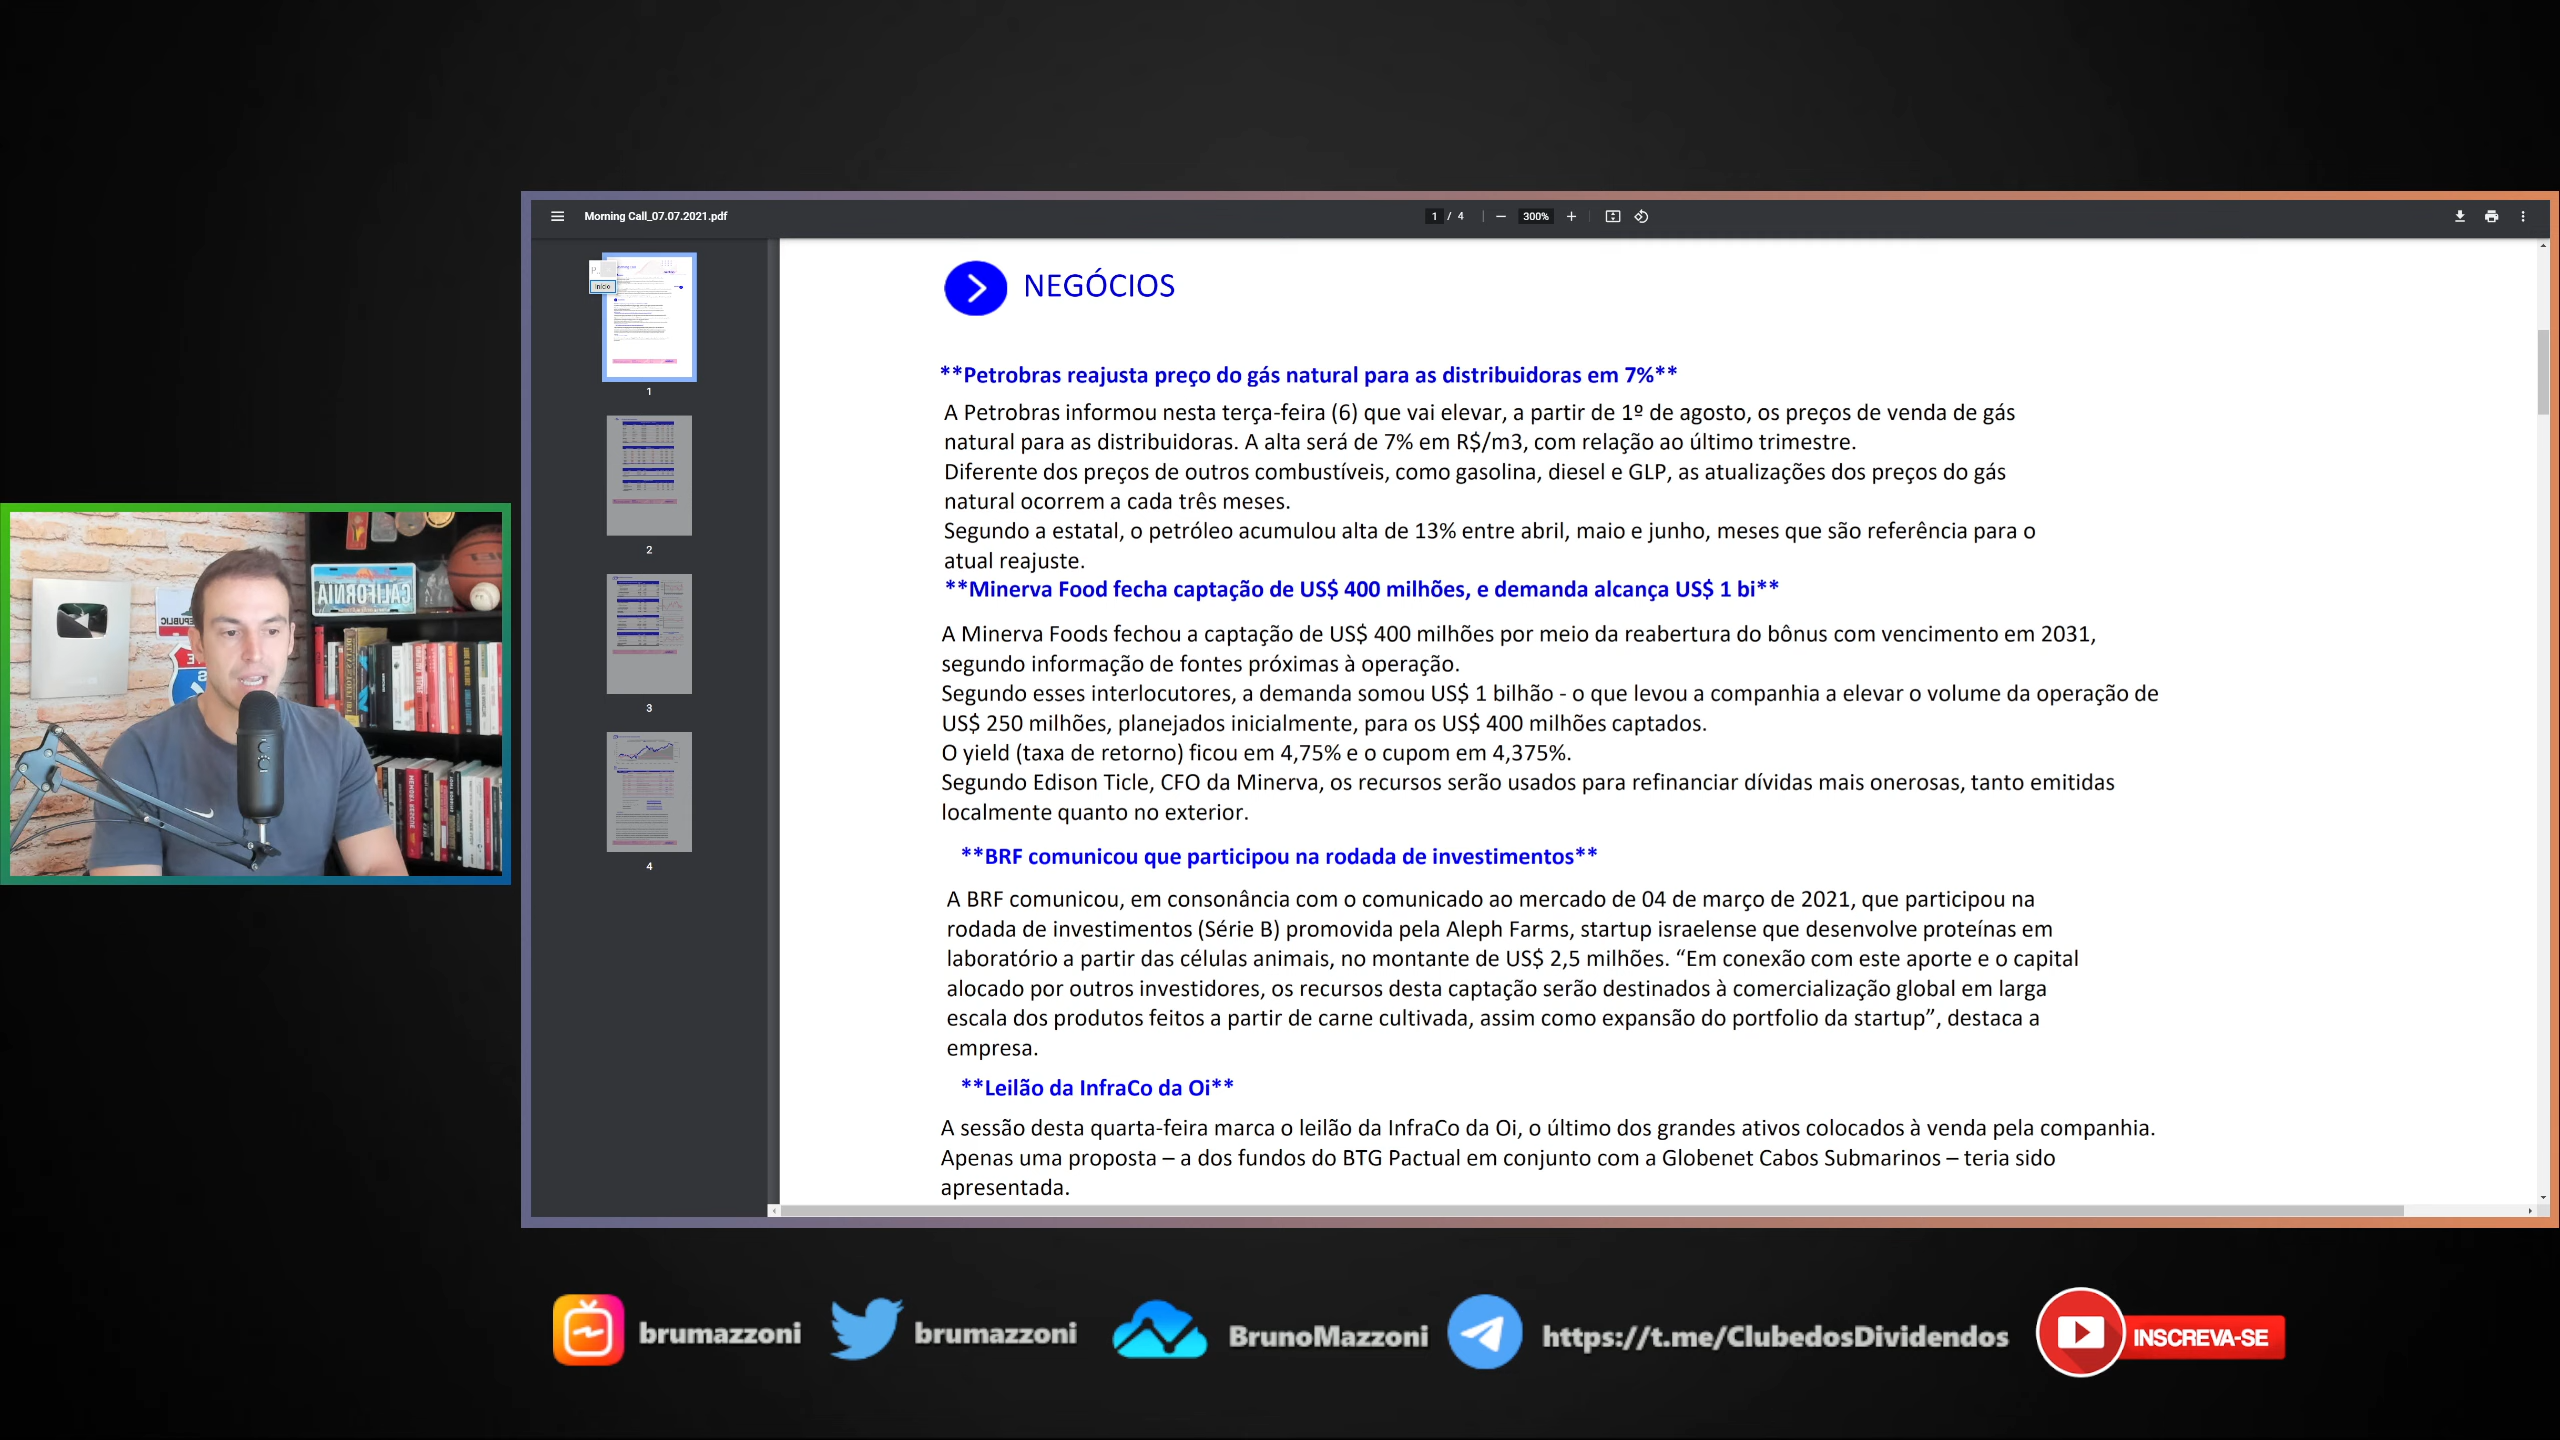 Morning Call_07.07.2021.pdf
1 / 4
300%
Início
1
2
3
4
NEGÓCIOS
**Petrobras reajusta preço do gás natural para as distribuidoras em 7%**
A Petrobras informou nesta terça-feira (6) que vai elevar, a partir de 1º de agosto, os preços de venda de gás
natural para as distribuidoras. A alta será de 7% em R$/m3, com relação ao último trimestre.
Diferente dos preços de outros combustíveis, como gasolina, diesel e GLP, as atualizações dos preços do gás
natural ocorrem a cada três meses.
Segundo a estatal, o petróleo acumulou alta de 13% entre abril, maio e junho, meses que são referência para o
atual reajuste.
**Minerva Food fecha captação de US$ 400 milhões, e demanda alcança US$ 1 bi**
A Minerva Foods fechou a captação de US$ 400 milhões por meio da reabertura do bônus com vencimento em 2031,
segundo informação de fontes próximas à operação.
Segundo esses interlocutores, a demanda somou US$ 1 bilhão - o que levou a companhia a elevar o volume da operação de
US$ 250 milhões, planejados inicialmente, para os US$ 400 milhões captados.
O yield (taxa de retorno) ficou em 4,75% e o cupom em 4,375%.
Segundo Edison Ticle, CFO da Minerva, os recursos serão usados para refinanciar dívidas mais onerosas, tanto emitidas
localmente quanto no exterior.
**BRF comunicou que participou na rodada de investimentos**
A BRF comunicou, em consonância com o comunicado ao mercado de 04 de março de 2021, que participou na
rodada de investimentos (Série B) promovida pela Aleph Farms, startup israelense que desenvolve proteínas em
laboratório a partir das células animais, no montante de US$ 2,5 milhões. “Em conexão com este aporte e o capital
alocado por outros investidores, os recursos desta captação serão destinados à comercialização global em larga
escala dos produtos feitos a partir de carne cultivada, assim como expansão do portfolio da startup”, destaca a
empresa.
**Leilão da InfraCo da Oi**
A sessão desta quarta-feira marca o leilão da InfraCo da Oi, o último dos grandes ativos colocados à venda pela companhia.
Apenas uma proposta – a dos fundos do BTG Pactual em conjunto com a Globenet Cabos Submarinos – teria sido
apresentada.
CALIFORNIA
brumazzoni
brumazzoni
BrunoMazzoni
https://t.me/ClubedosDividendos
INSCREVA-SE